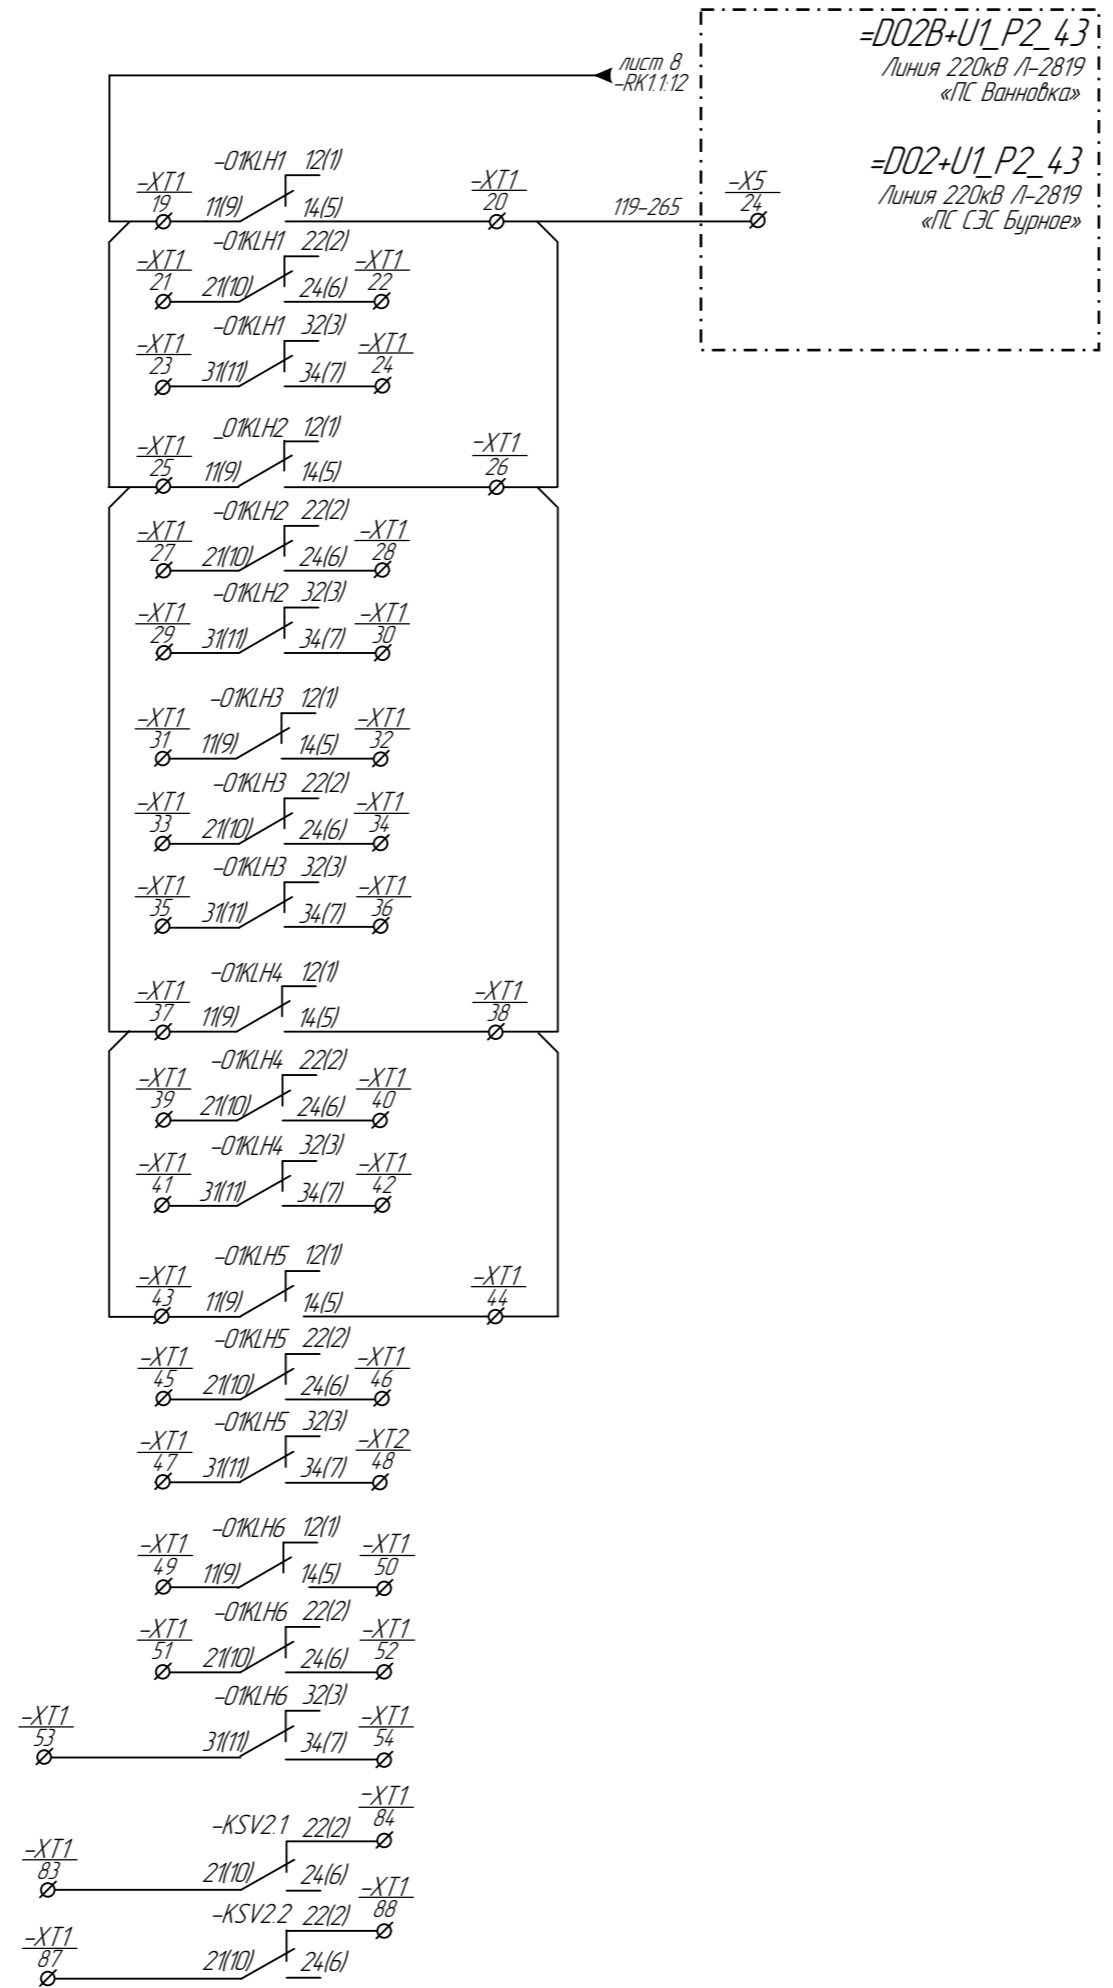 =D02B+U1_P2_43
Линия 220кВ Л-2819
«ПС Ванновка»
лист 8
-RK1.1:12
=D02+U1_P2_43
Линия 220кВ Л-2819
«ПС СЭС Бурное»
-01KLH1 12(1)
-XT1
19
11(9)
14(5)
-XT1
20
119-265
-X5
24
-01KLH1 22(2)
-XT1
21
21(10)
24(6)
-XT1
22
-01KLH1 32(3)
-XT1
23
31(11)
34(7)
-XT1
24
_01KLH2 12(1)
-XT1
25
11(9)
14(5)
-XT1
26
-01KLH2 22(2)
-XT1
27
21(10)
24(6)
-XT1
28
-01KLH2 32(3)
-XT1
29
31(11)
34(7)
-XT1
30
-01KLH3 12(1)
-XT1
31
11(9)
14(5)
-XT1
32
-01KLH3 22(2)
-XT1
33
21(10)
24(6)
-XT1
34
-01KLH3 32(3)
-XT1
35
31(11)
34(7)
-XT1
36
-01KLH4 12(1)
-XT1
37
11(9)
14(5)
-XT1
38
-01KLH4 22(2)
-XT1
39
21(10)
24(6)
-XT1
40
-01KLH4 32(3)
-XT1
41
31(11)
34(7)
-XT1
42
-01KLH5 12(1)
-XT1
43
11(9)
14(5)
-XT1
44
-01KLH5 22(2)
-XT1
45
21(10)
24(6)
-XT1
46
-01KLH5 32(3)
-XT1
47
31(11)
34(7)
-XT2
48
-01KLH6 12(1)
-XT1
49
11(9)
14(5)
-XT1
50
-01KLH6 22(2)
-XT1
51
21(10)
24(6)
-XT1
52
-01KLH6 32(3)
-XT1
53
31(11)
34(7)
-XT1
54
-KSV2.1 22(2)
-XT1
84
-XT1
83
21(10)
24(6)
-KSV2.2 22(2)
-XT1
88
-XT1
87
21(10)
24(6)